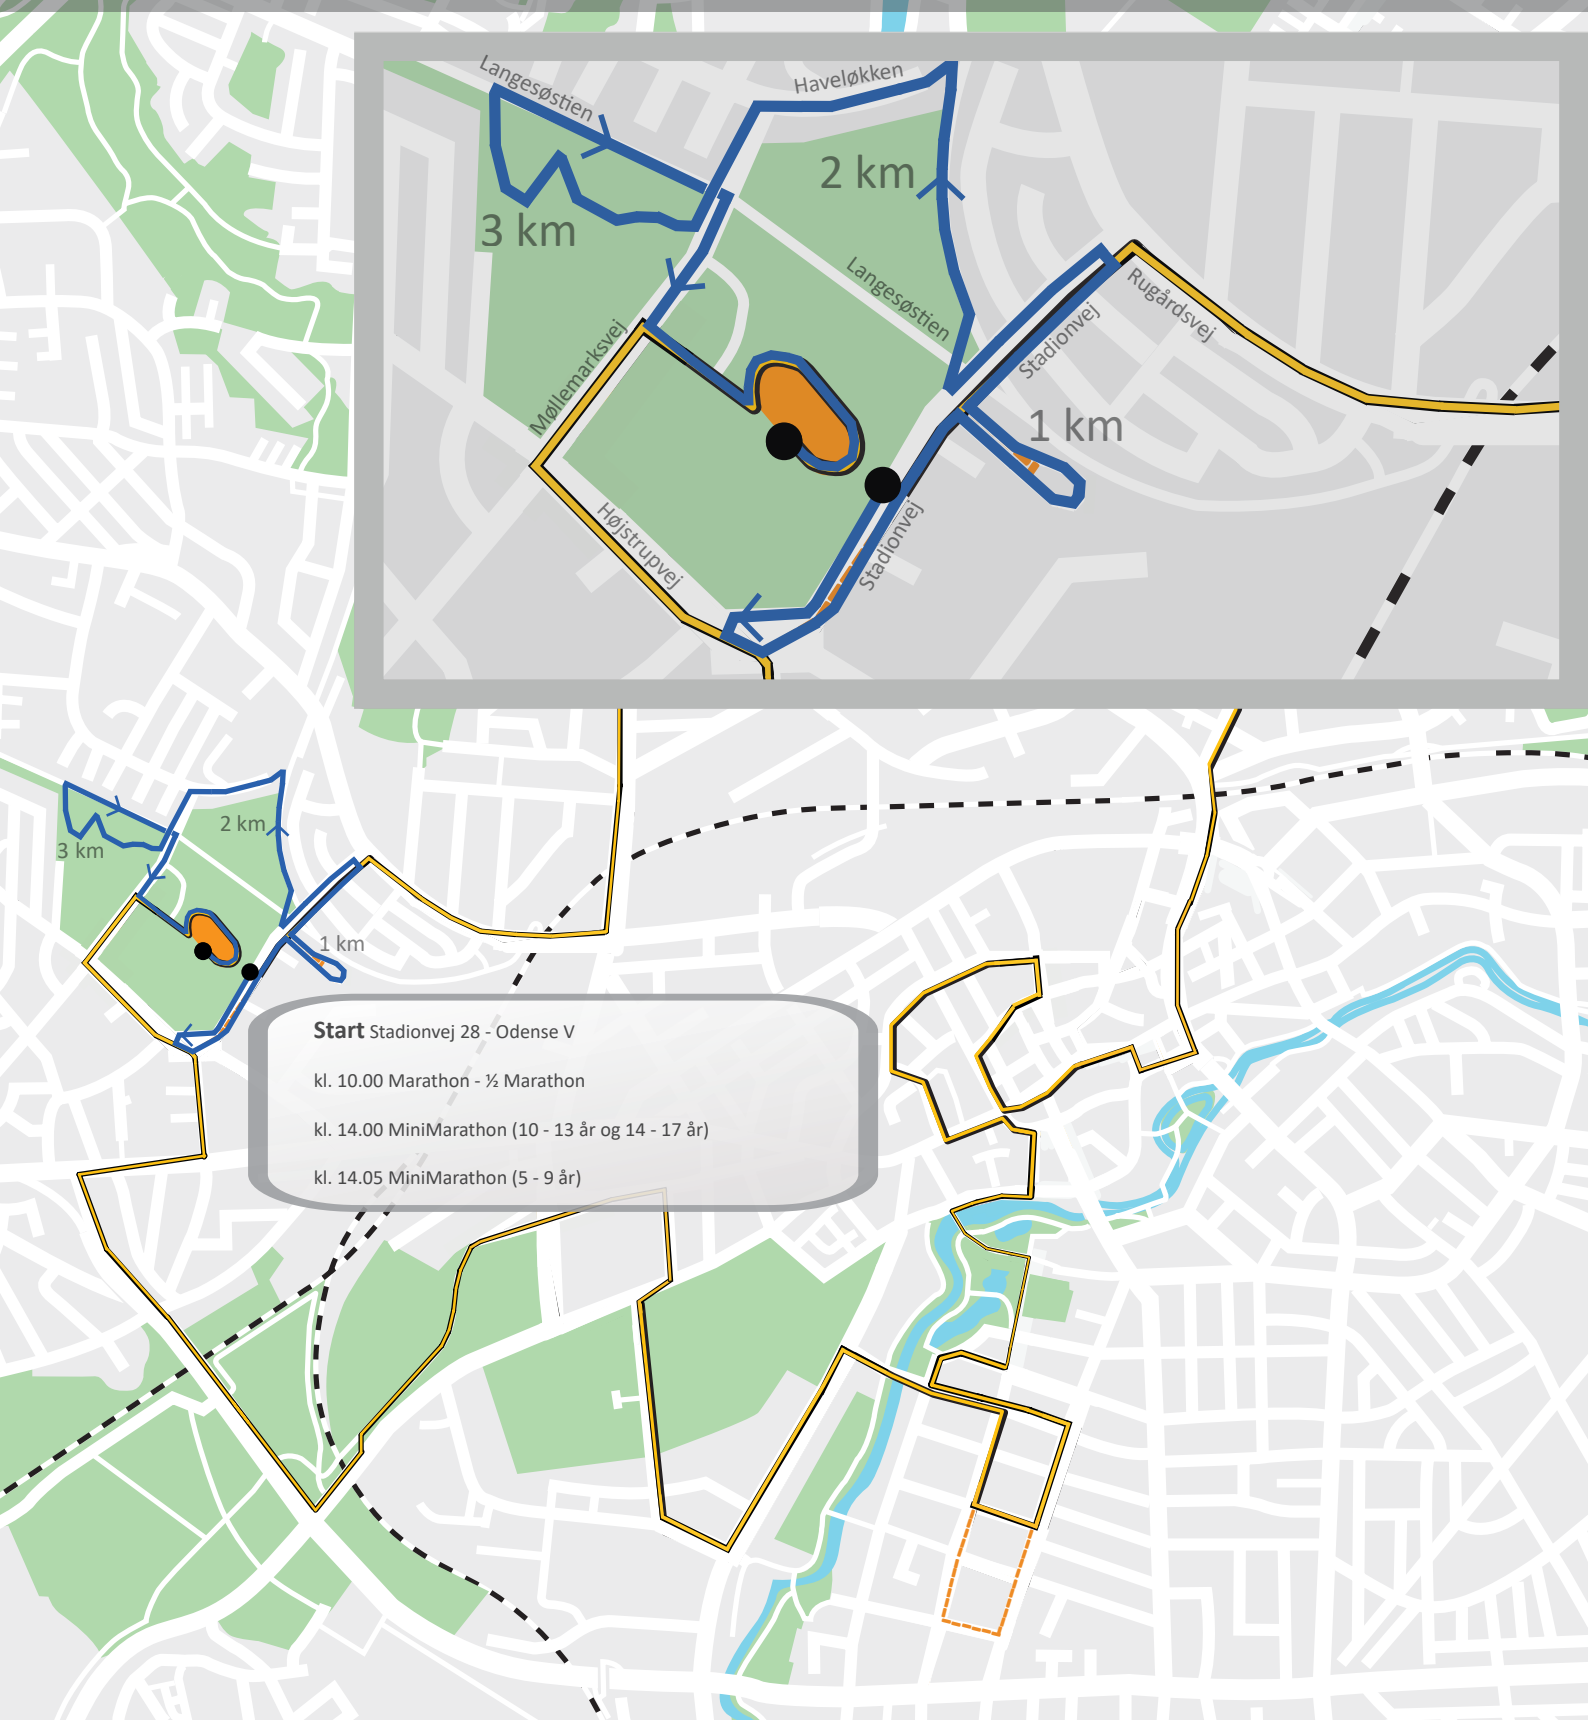 Langesøstien
Haveløkken
2 km
3 km
Langesøstien
Rugårdsvej
Stadionvej
Møllemarksvej
1 km
Højstrupvej
Stadionvej
2 km
3 km
1 km
Start Stadionvej 28 - Odense V
kl. 10.00 Marathon - ½ Marathon
kl. 14.00 MiniMarathon (10 - 13 år og 14 - 17 år)
kl. 14.05 MiniMarathon (5 - 9 år)